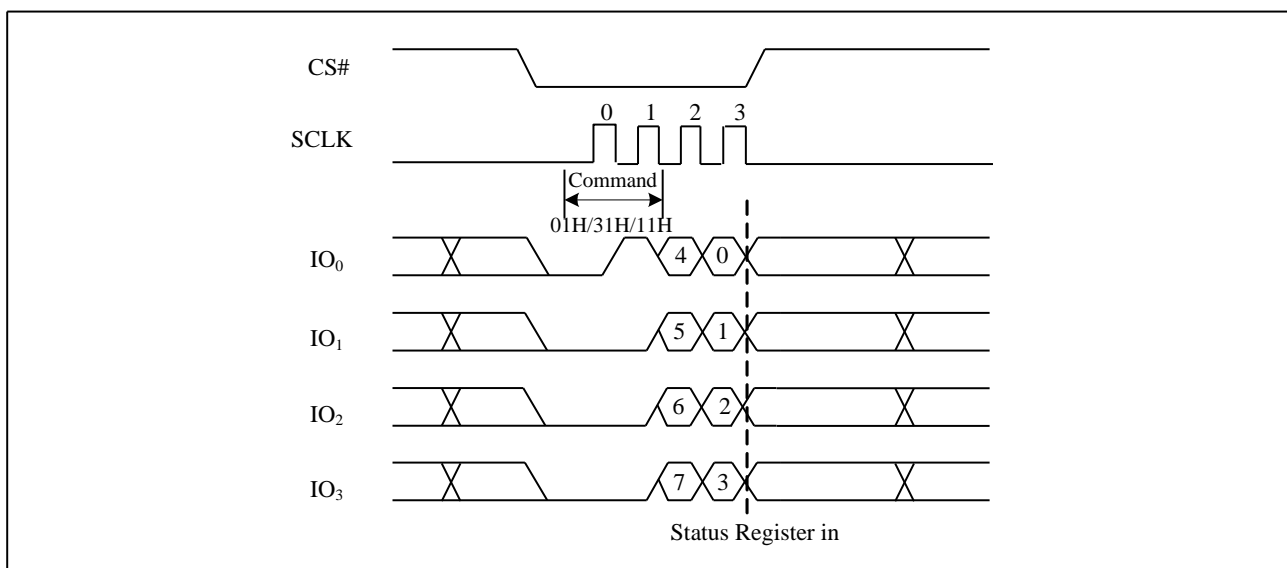 CS#
0 1 2 3
SCLK
Command
01H/31H/11H
IO0 4 0
IO1 5 1
IO2 6 2
IO3 7 3
Status Register in